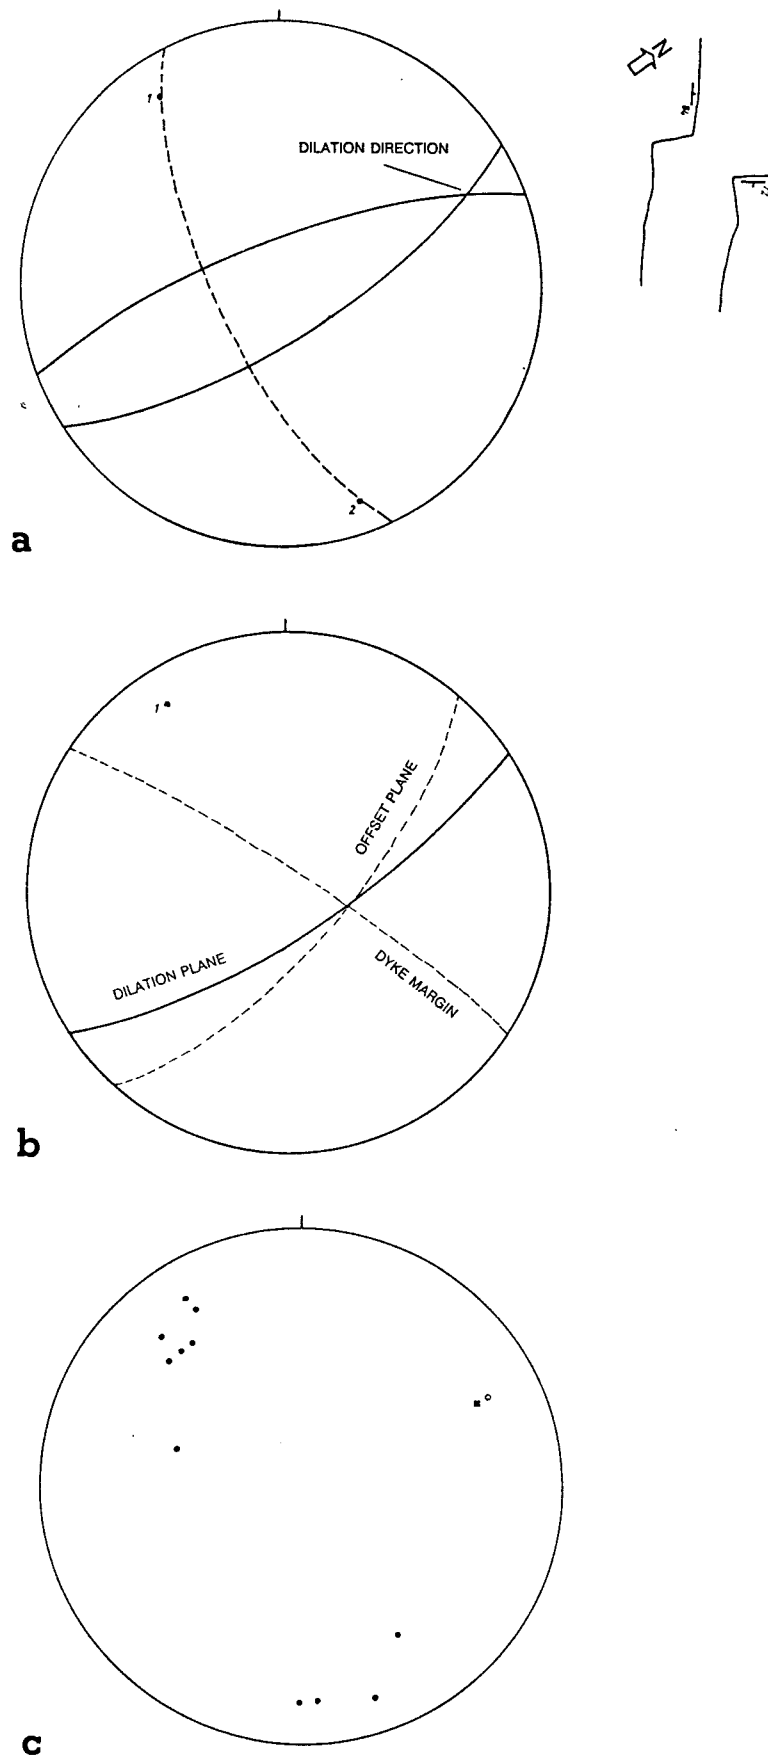 N
1
DILATION DIRECTION
2
a
1
OFFSET PLANE
DILATION PLANE
DYKE MARGIN
b
c